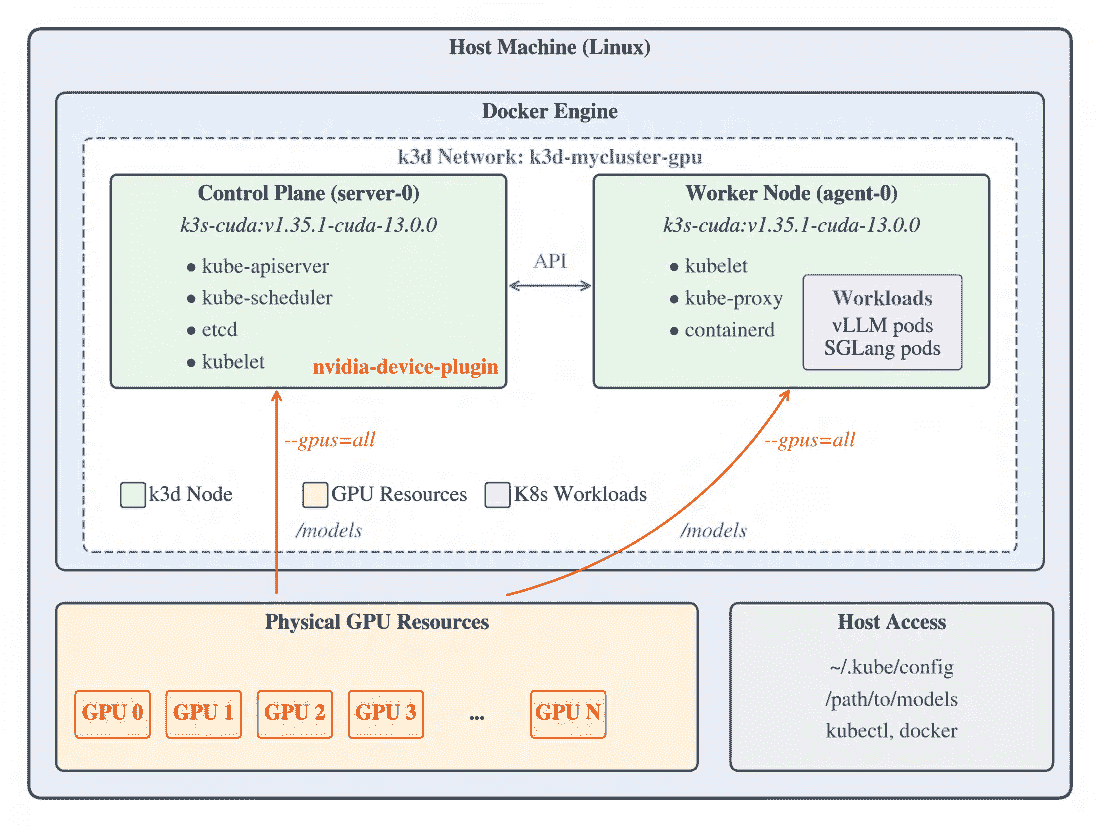 Host Machine (Linux)
Docker Engine
k3d Network: k3d-mycluster-gpu
Control Plane (server-0)
k3s-cuda:v1.35.1-cuda-13.0.0
● kube-apiserver
● kube-scheduler
● etcd
● kubelet
nvidia-device-plugin
API
Worker Node (agent-0)
k3s-cuda:v1.35.1-cuda-13.0.0
● kubelet
● kube-proxy
● containerd
Workloads
vLLM pods
SGLang pods
--gpus=all
--gpus=all
k3d Node
GPU Resources
K8s Workloads
/models
/models
Physical GPU Resources
GPU 0
GPU 1
GPU 2
GPU 3
...
GPU N
Host Access
~/.kube/config
/path/to/models
kubectl, docker